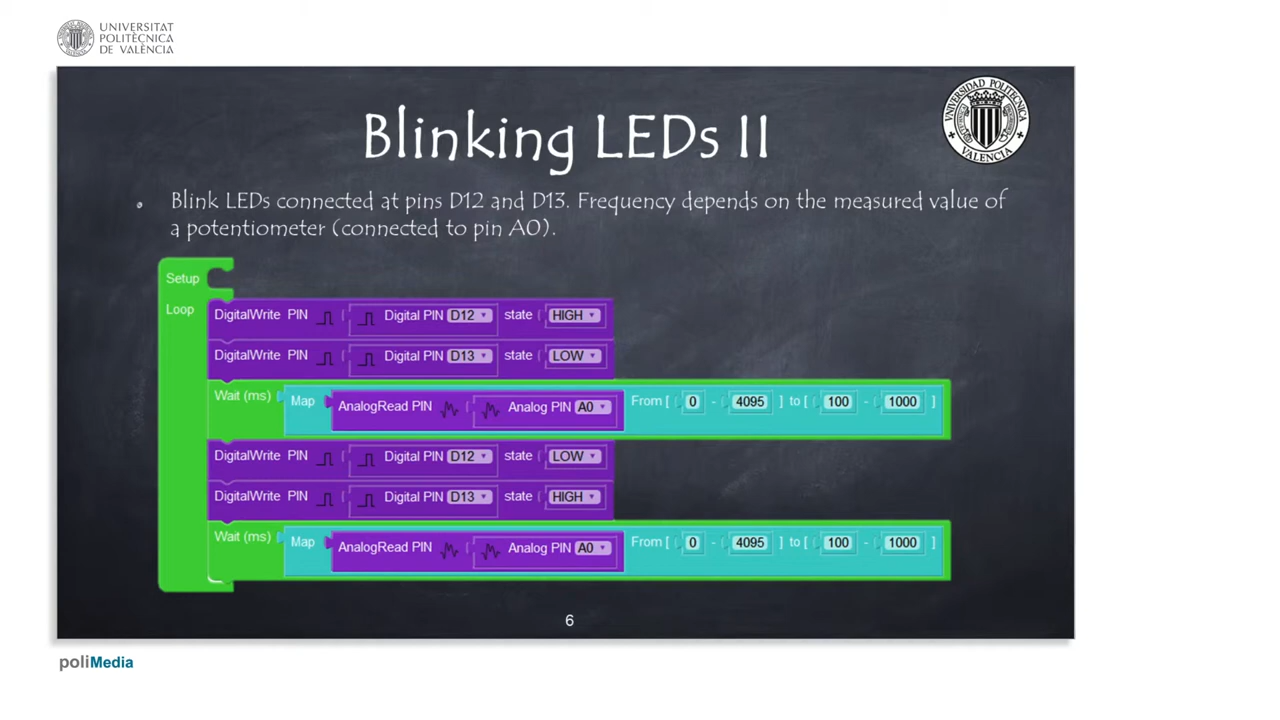 UNIVERSITAT
POLITÈCNICA
DE VALÈNCIA
UNIVERSIDAD POLITECNICA
VALENCIA
Blinking LEDs II
Blink LEDs connected at pins D12 and D13. Frequency depends on the measured value of
a potentiometer (connected to pin A0).
Setup
Loop
DigitalWrite PIN Digital PIN D12 state HIGH
DigitalWrite PIN Digital PIN D13 state LOW
Wait (ms) Map AnalogRead PIN Analog PIN A0 From [ 0 - 4095 ] to [ 100 - 1000 ]
DigitalWrite PIN Digital PIN D12 state LOW
DigitalWrite PIN Digital PIN D13 state HIGH
Wait (ms) Map AnalogRead PIN Analog PIN A0 From [ 0 - 4095 ] to [ 100 - 1000 ]
6
poliMedia